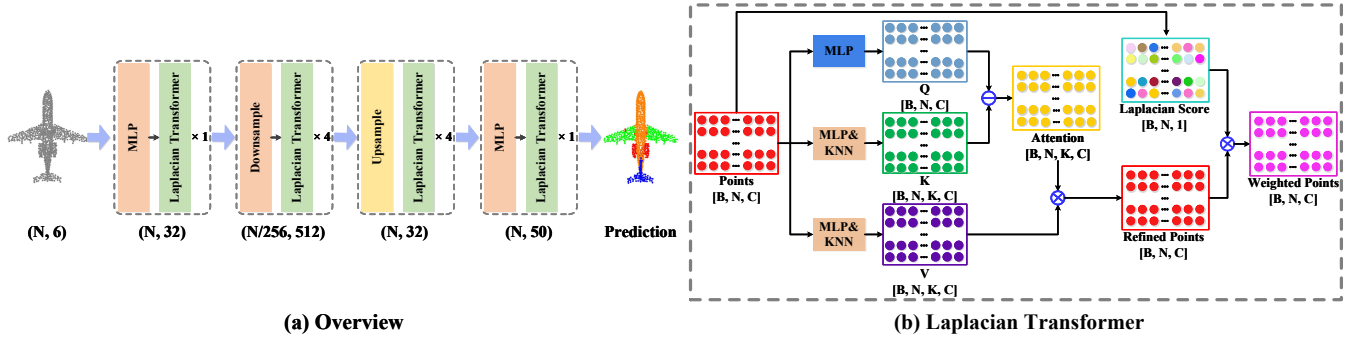 MLP
Laplacian Transformer
× 1
Downsample
Laplacian Transformer
× 4
Upsample
Laplacian Transformer
× 4
MLP
Laplacian Transformer
× 1
(N, 6)
(N, 32)
(N/256, 512)
(N, 32)
(N, 50)
Prediction
(a) Overview
Points
[B, N, C]
MLP
Q
[B, N, C]
MLP&
KNN
K
[B, N, K, C]
MLP&
KNN
V
[B, N, K, C]
Attention
[B, N, K, C]
Laplacian Score
[B, N, 1]
Refined Points
[B, N, C]
Weighted Points
[B, N, C]
(b) Laplacian Transformer